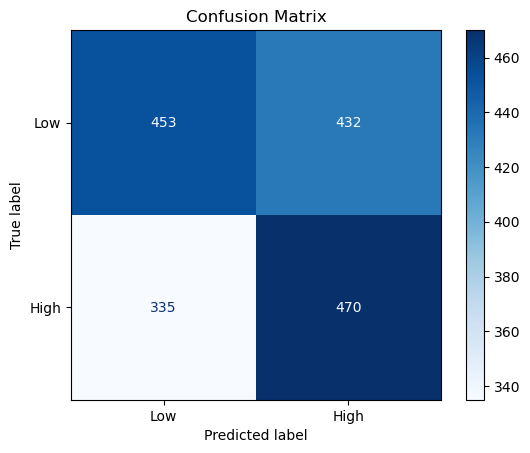 Confusion Matrix
True label
Low
453
432
High
335
470
Low
High
Predicted label
460
440
420
400
380
360
340